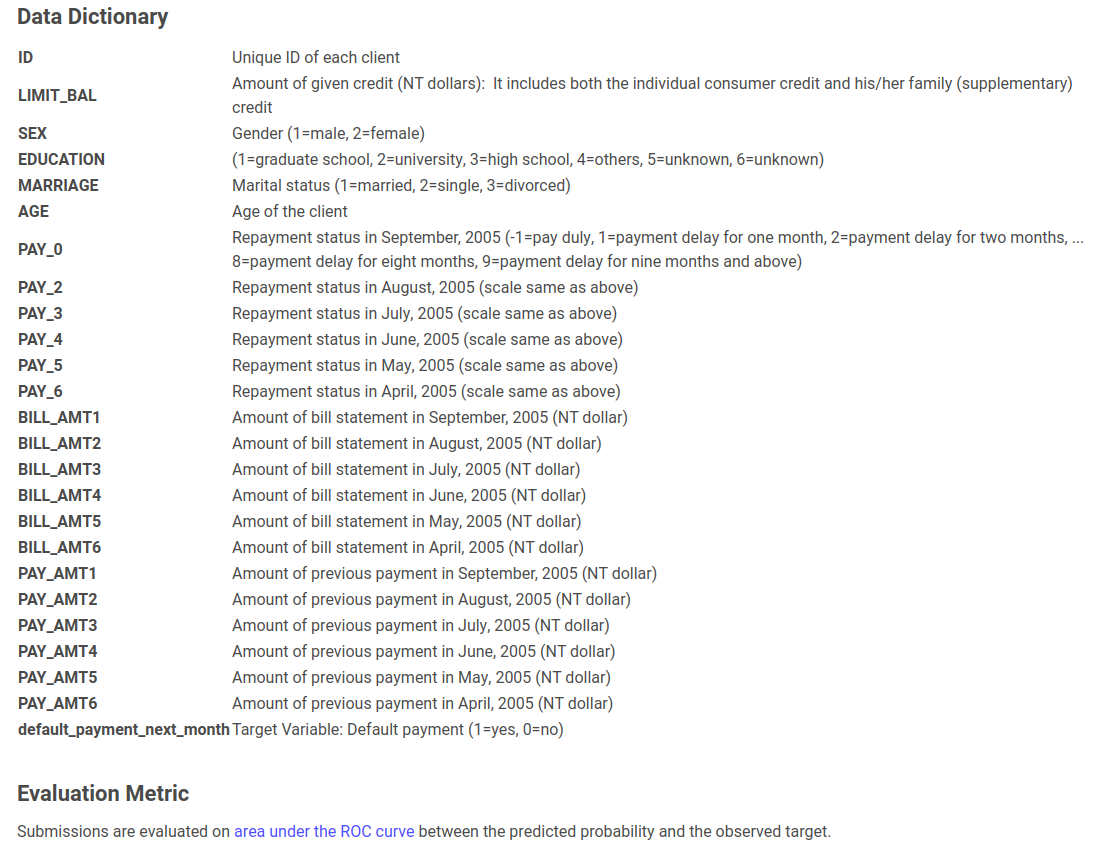 Data Dictionary
ID Unique ID of each client
LIMIT_BAL Amount of given credit (NT dollars): It includes both the individual consumer credit and his/her family (supplementary)
credit
SEX Gender (1=male, 2=female)
EDUCATION (1=graduate school, 2=university, 3=high school, 4=others, 5=unknown, 6=unknown)
MARRIAGE Marital status (1=married, 2=single, 3=divorced)
AGE Age of the client
PAY_0 Repayment status in September, 2005 (-1=pay duly, 1=payment delay for one month, 2=payment delay for two months, ...
8=payment delay for eight months, 9=payment delay for nine months and above)
PAY_2 Repayment status in August, 2005 (scale same as above)
PAY_3 Repayment status in July, 2005 (scale same as above)
PAY_4 Repayment status in June, 2005 (scale same as above)
PAY_5 Repayment status in May, 2005 (scale same as above)
PAY_6 Repayment status in April, 2005 (scale same as above)
BILL_AMT1 Amount of bill statement in September, 2005 (NT dollar)
BILL_AMT2 Amount of bill statement in August, 2005 (NT dollar)
BILL_AMT3 Amount of bill statement in July, 2005 (NT dollar)
BILL_AMT4 Amount of bill statement in June, 2005 (NT dollar)
BILL_AMT5 Amount of bill statement in May, 2005 (NT dollar)
BILL_AMT6 Amount of bill statement in April, 2005 (NT dollar)
PAY_AMT1 Amount of previous payment in September, 2005 (NT dollar)
PAY_AMT2 Amount of previous payment in August, 2005 (NT dollar)
PAY_AMT3 Amount of previous payment in July, 2005 (NT dollar)
PAY_AMT4 Amount of previous payment in June, 2005 (NT dollar)
PAY_AMT5 Amount of previous payment in May, 2005 (NT dollar)
PAY_AMT6 Amount of previous payment in April, 2005 (NT dollar)
default_payment_next_month Target Variable: Default payment (1=yes, 0=no)
Evaluation Metric
Submissions are evaluated on area under the ROC curve between the predicted probability and the observed target.